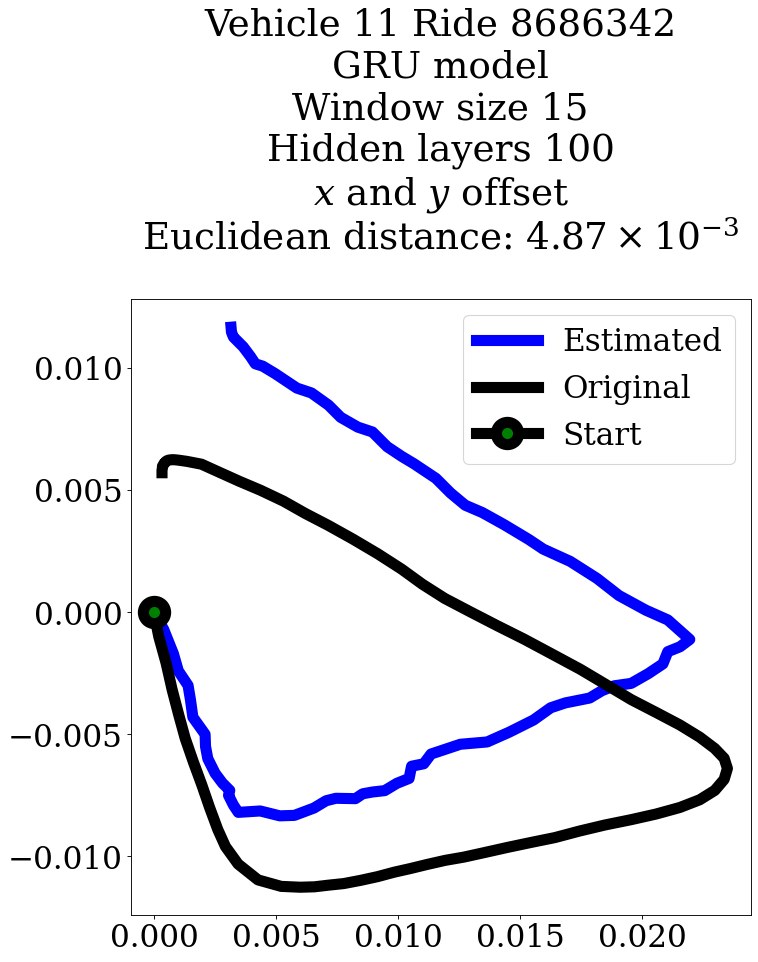 Vehicle 11 Ride 8686342
GRU model
Window size 15
Hidden layers 100
x and y offset
Euclidean distance: 4.87 × 10⁻³
Estimated
Original
Start
0.010
0.005
0.000
−0.005
−0.010
0.000 0.005 0.010 0.015 0.020